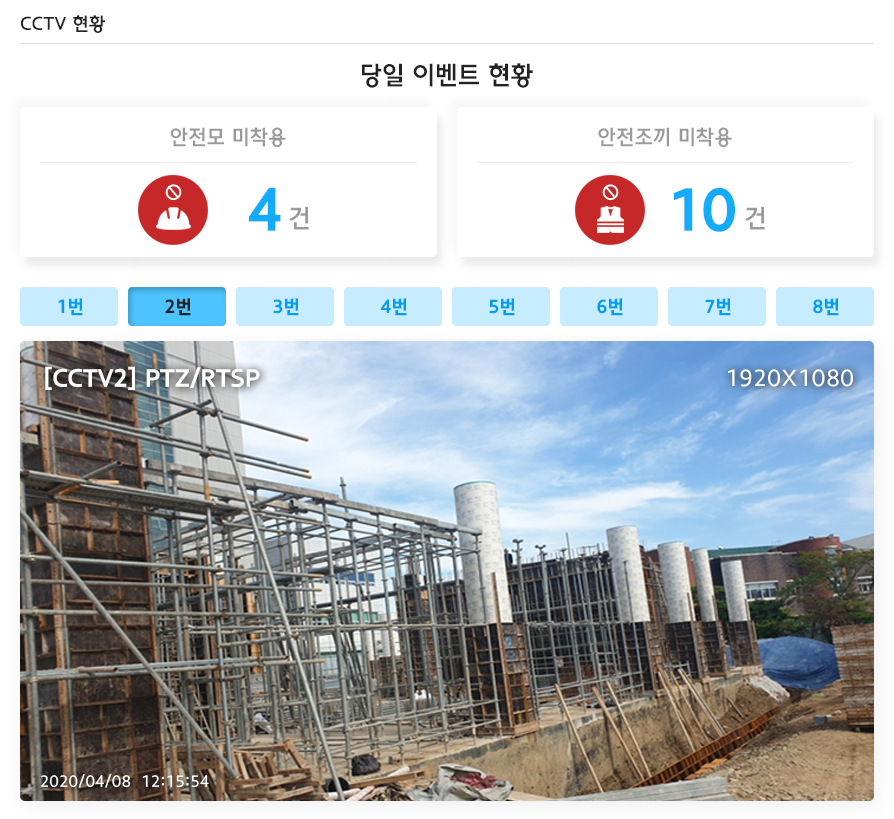 CCTV 현황
당일 이벤트 현황
안전모 미착용
4 건
안전조끼 미착용
10 건
1번 2번 3번 4번 5번 6번 7번 8번
[CCTV2] PTZ/RTSP 1920X1080
2020/04/08 12:15:54